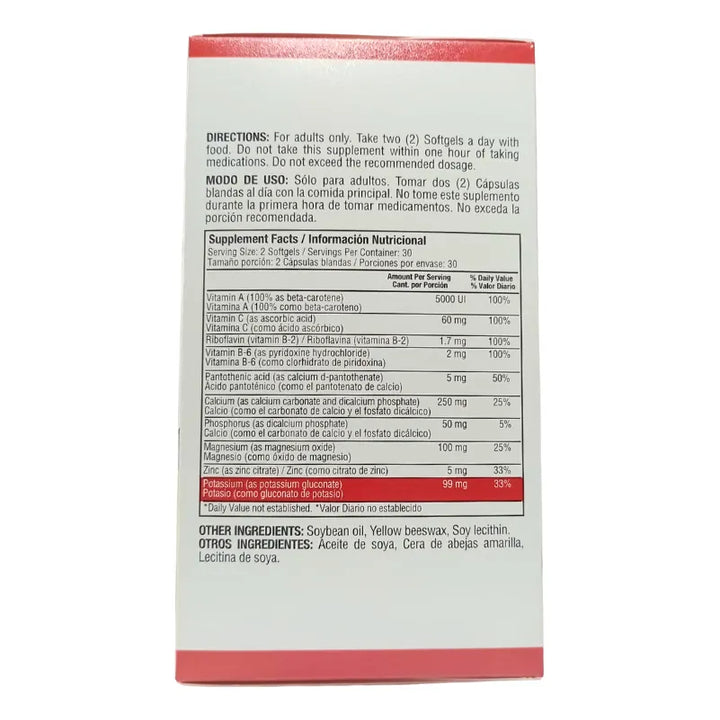 DIRECTIONS: For adults only. Take two (2) Softgels a day with
food. Do not take this supplement within one hour of taking
medications. Do not exceed the recommended dosage.
MODO DE USO: Sólo para adultos. Tomar dos (2) Cápsulas
blandas al día con la comida principal. No tome este suplemento
durante la primera hora de tomar medicamentos. No exceda la
porción recomendada.
Supplement Facts / Información Nutricional
Serving Size: 2 Softgels / Servings Per Container: 30
Tamaño porción: 2 Cápsulas blandas / Porciones por envase: 30
Amount Per Serving % Daily Value
Cant. por Porción % Valor Diario
Vitamin A (100% as beta-carotene) 5000 UI 100%
Vitamina A (100% como beta-caroteno)
Vitamin C (as ascorbic acid) 60 mg 100%
Vitamina C (como ácido ascórbico)
Riboflavin (vitamin B-2) / Riboflavina (vitamina B-2) 1.7 mg 100%
Vitamin B-6 (as pyridoxine hydrochloride) 2 mg 100%
Vitamina B-6 (como clorhidrato de piridoxina)
Pantothenic acid (as calcium d-pantothenate) 5 mg 50%
Ácido pantoténico (como el pantotenato de calcio)
Calcium (as calcium carbonate and dicalcium phosphate) 250 mg 25%
Calcio (como el carbonato de calcio y el fosfato dicálcico)
Phosphorus (as dicalcium phosphate) 50 mg 5%
Calcio (como el carbonato de calcio y el fosfato dicálcico)
Magnesium (as magnesium oxide) 100 mg 25%
Magnesio (como óxido de magnesio)
Zinc (as zinc citrate) / Zinc (como citrato de zinc) 5 mg 33%
Potassium (as potassium gluconate) 99 mg 33%
Potasio (como gluconato de potasio)
*Daily Value not established. *Valor Diario no establecido
OTHER INGREDIENTS: Soybean oil, Yellow beeswax, Soy lecithin.
OTROS INGREDIENTES: Aceite de soya, Cera de abejas amarilla,
Lecitina de soya.